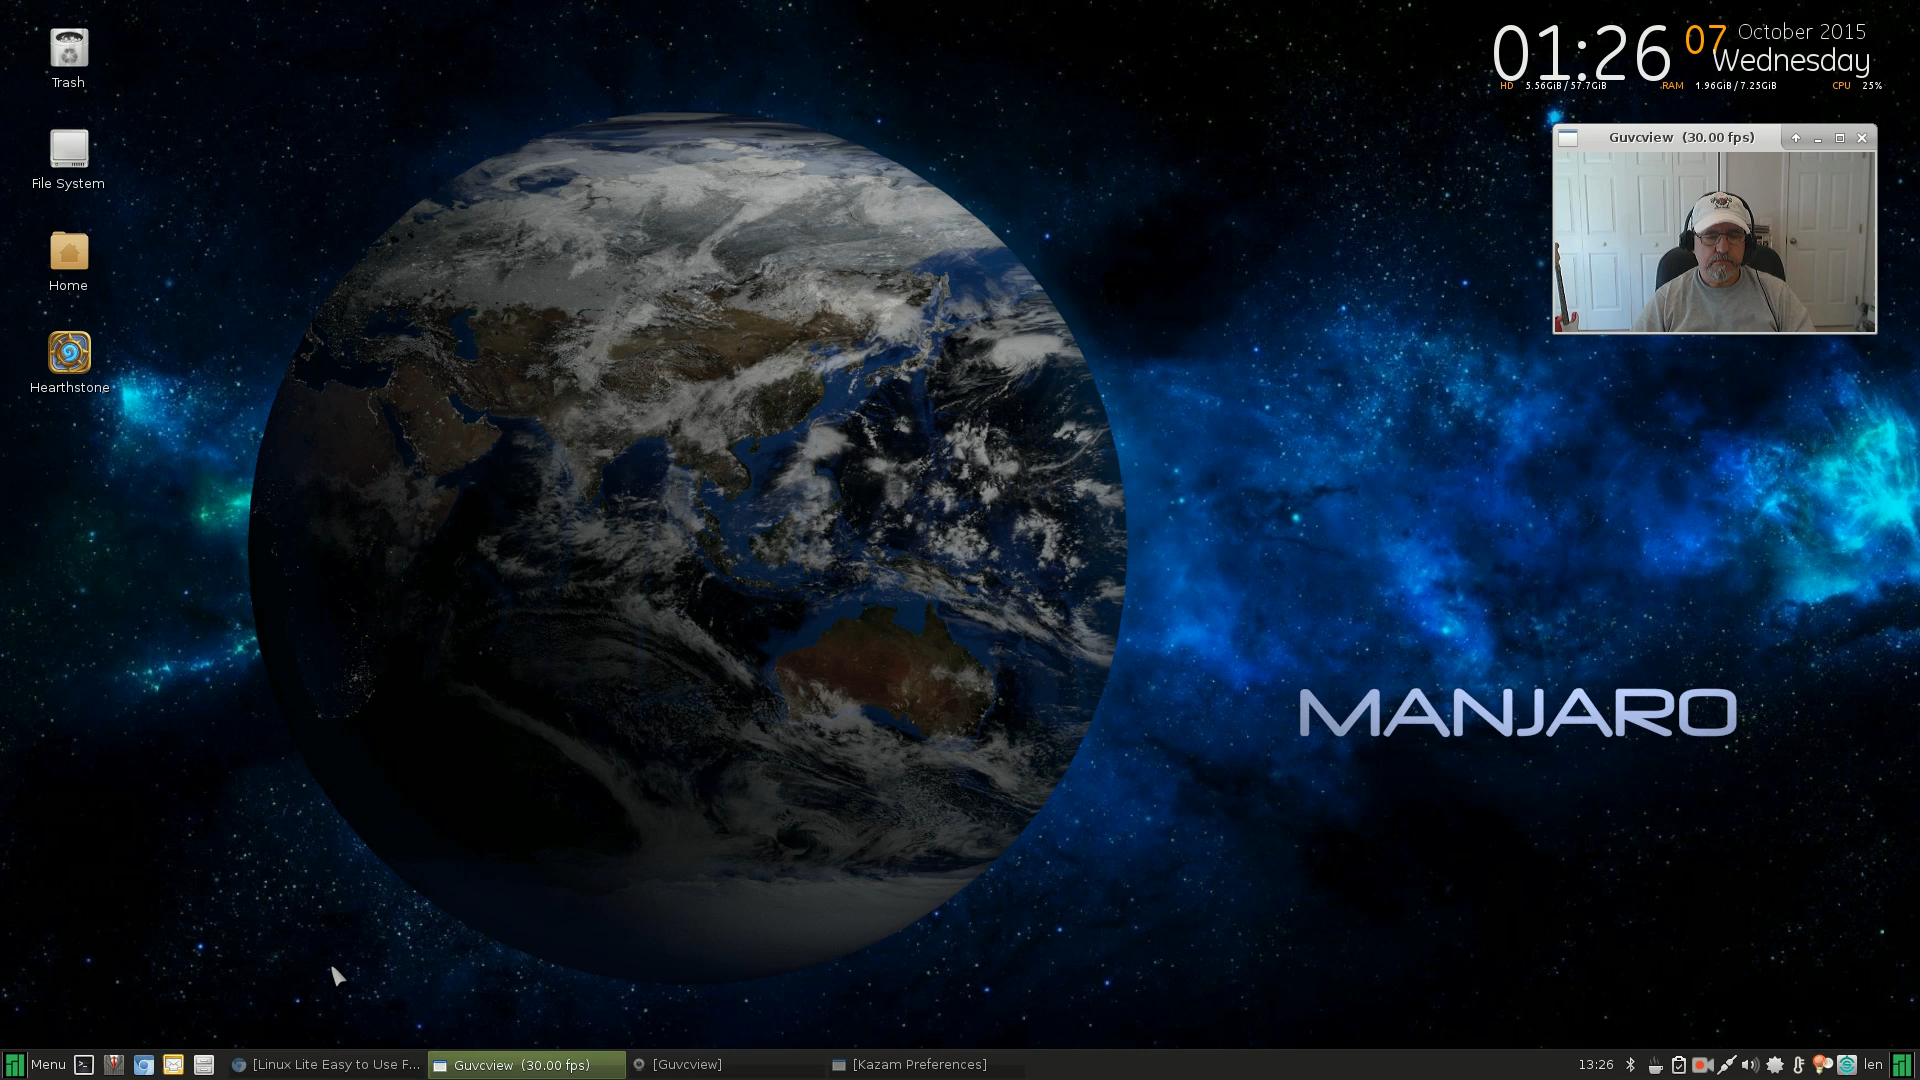 Trash
File System
Home
Hearthstone
01:26 07 October 2015
Wednesday
HD 5.56GiB / 57.7GiB RAM 1.96GiB / 7.25GiB CPU 25%
Guvcview (30.00 fps)
MANJARO
Menu [Linux Lite Easy to Use F... Guvcview (30.00 fps) [Guvcview] [Kazam Preferences] 13:26 len